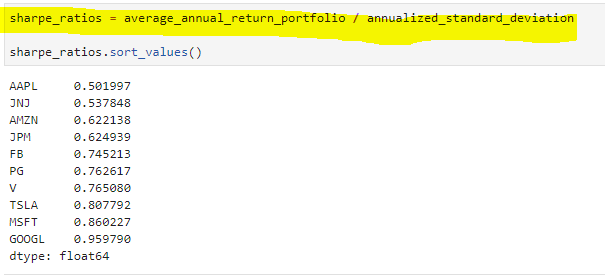 sharpe_ratios = average_annual_return_portfolio / annualized_standard_deviation
sharpe_ratios.sort_values()
AAPL 0.501997
JNJ 0.537848
AMZN 0.622138
JPM 0.624939
FB 0.745213
PG 0.762617
V 0.765080
TSLA 0.807792
MSFT 0.860227
GOOGL 0.959790
dtype: float64